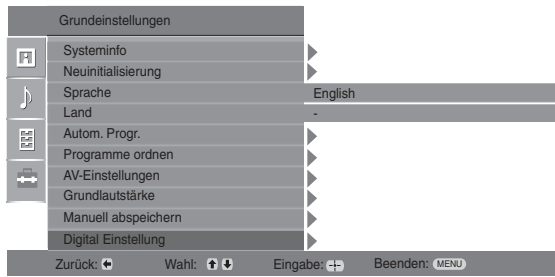 Grundeinstellungen
Systeminfo
Neuinitialisierung
Sprache English
Land -
Autom. Progr.
Programme ordnen
AV-Einstellungen
Grundlautstärke
Manuell abspeichern
Digital Einstellung
Zurück: Wahl: Eingabe: Beenden: MENU